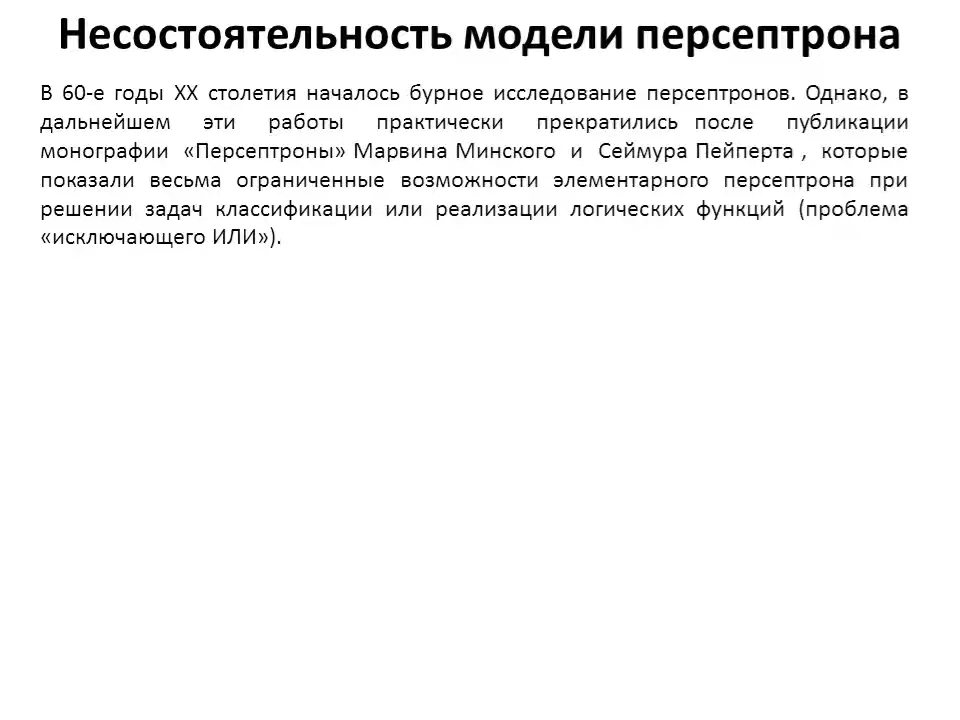 Несостоятельность модели персептрона
В 60-е годы XX столетия началось бурное исследование персептронов. Однако, в
дальнейшем эти работы практически прекратились после публикации
монографии «Персептроны» Марвина Минского и Сеймура Пейперта , которые
показали весьма ограниченные возможности элементарного персептрона при
решении задач классификации или реализации логических функций (проблема
«исключающего ИЛИ»).